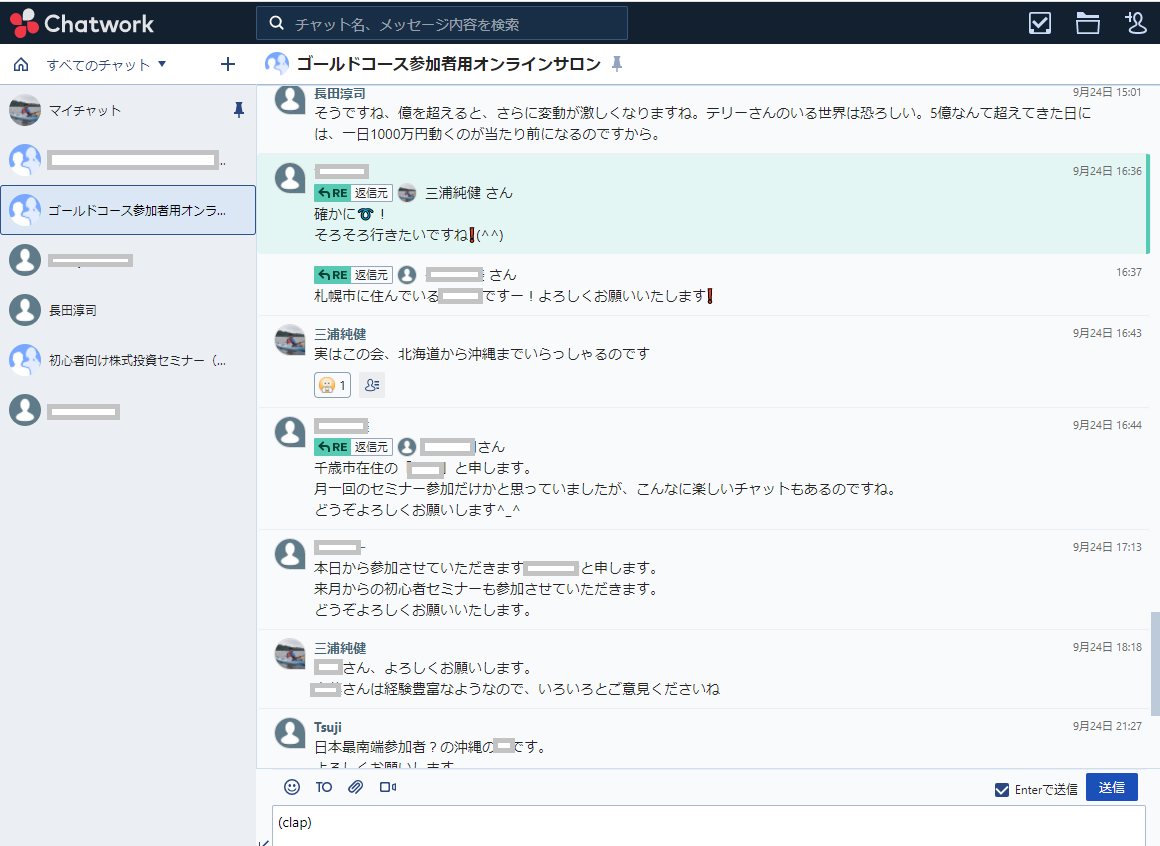 Chatwork
チャット名、メッセージ内容を検索
すべてのチャット
マイチャット
..
ゴールドコース参加者用オンラ...
長田淳司
初心者向け株式投資セミナー（...
ゴールドコース参加者用オンラインサロン
長田淳司
9月24日 15:01
そうですね、億を超えると、さらに変動が激しくなりますね。テリーさんのいる世界は恐ろしい。5億なんて超えてきた日に
は、一日1000万円動くのが当たり前になるのですから。
9月24日 16:36
RE 返信元 三浦純健 さん
確かに➰！
そろそろ行きたいですね❗(^^)
RE 返信元 さん
16:37
札幌市に住んでいる ですー！よろしくお願いいたします❗
三浦純健
9月24日 16:43
実はこの会、北海道から沖縄までいらっしゃるのです
1
9月24日 16:44
RE 返信元 さん
千歳市在住の「 」と申します。
月一回のセミナー参加だけかと思っていましたが、こんなに楽しいチャットもあるのですね。
どうぞよろしくお願いします^_^
9月24日 17:13
本日から参加させていただきます と申します。
来月からの初心者セミナーも参加させていただきます。
どうぞよろしくお願いいたします。
三浦純健
9月24日 18:18
さん、よろしくお願いします。
さんは経験豊富なようなので、いろいろとご意見くださいね
Tsuji
9月24日 21:27
日本最南端参加者？の沖縄の です。
よろしくお願いします
TO
Enterで送信
送信
(clap)